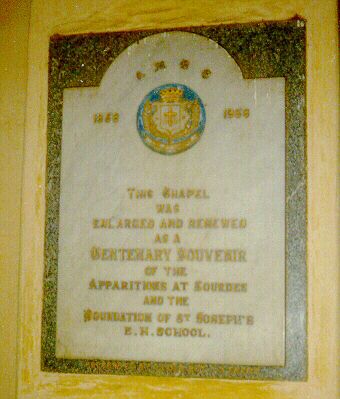 1858 1958
THIS CHAPEL
WAS
ENLARGED AND RENEWED
AS A
CENTENARY SOUVENIR
OF THE
APPARITIONS AT LOURDES
AND THE
FOUNDATION OF ST JOSEPH'S
E.H. SCHOOL.